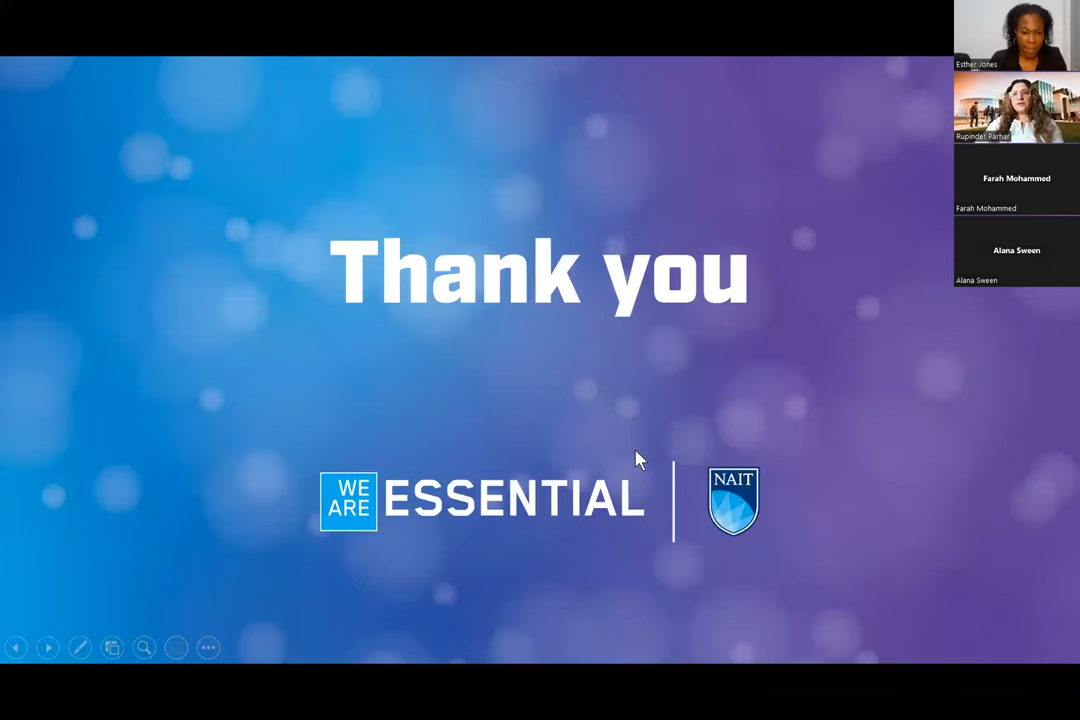 Thank you
WE
ARE
ESSENTIAL
NAIT
Esther Jones
Rupinder Parhar
Farah Mohammed
Farah Mohammed
Alana Sween
Alana Sween